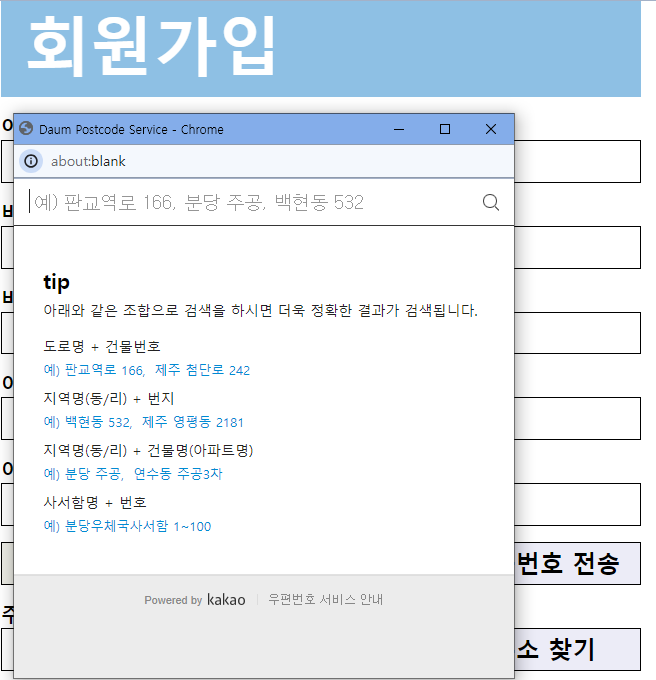 회원가입
Daum Postcode Service - Chrome
about:blank
예) 판교역로 166, 분당 주공, 백현동 532
tip
아래와 같은 조합으로 검색을 하시면 더욱 정확한 결과가 검색됩니다.
도로명 + 건물번호
예) 판교역로 166, 제주 첨단로 242
지역명(동/리) + 번지
예) 백현동 532, 제주 영평동 2181
지역명(동/리) + 건물명(아파트명)
예) 분당 주공, 연수동 주공3차
사서함명 + 번호
예) 분당우체국사서함 1~100
번호 전송
Powered by kakao
우편번호 서비스 안내
찾기